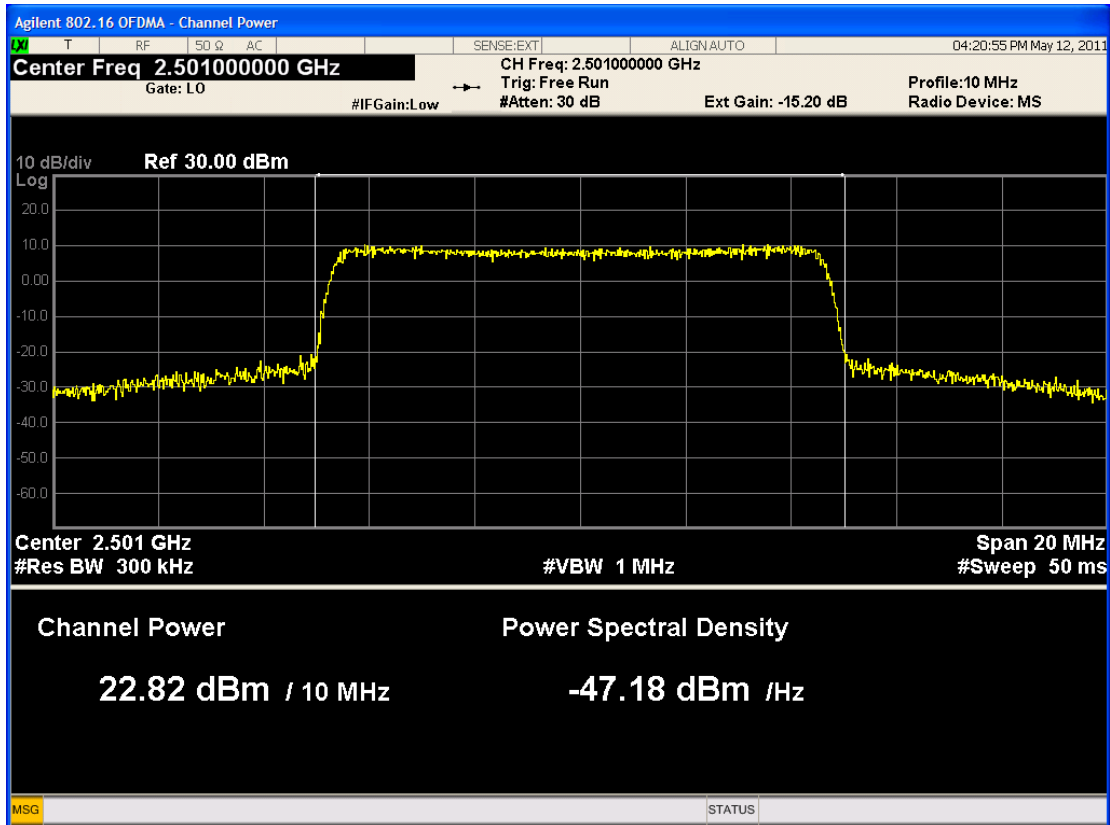 Agilent 802.16 OFDMA - Channel Power
LXI T RF 50 Ω AC SENSE:EXT ALIGN AUTO 04:20:55 PM May 12, 2011
Center Freq 2.501000000 GHz CH Freq: 2.501000000 GHz
Gate: LO Trig: Free Run Profile:10 MHz
#IFGain:Low #Atten: 30 dB Ext Gain: -15.20 dB Radio Device: MS
10 dB/div Ref 30.00 dBm
Log
20.0
10.0
0.00
-10.0
-20.0
-30.0
-40.0
-50.0
-60.0
Center 2.501 GHz Span 20 MHz
#Res BW 300 kHz #VBW 1 MHz #Sweep 50 ms
Channel Power Power Spectral Density
22.82 dBm / 10 MHz -47.18 dBm /Hz
MSG STATUS